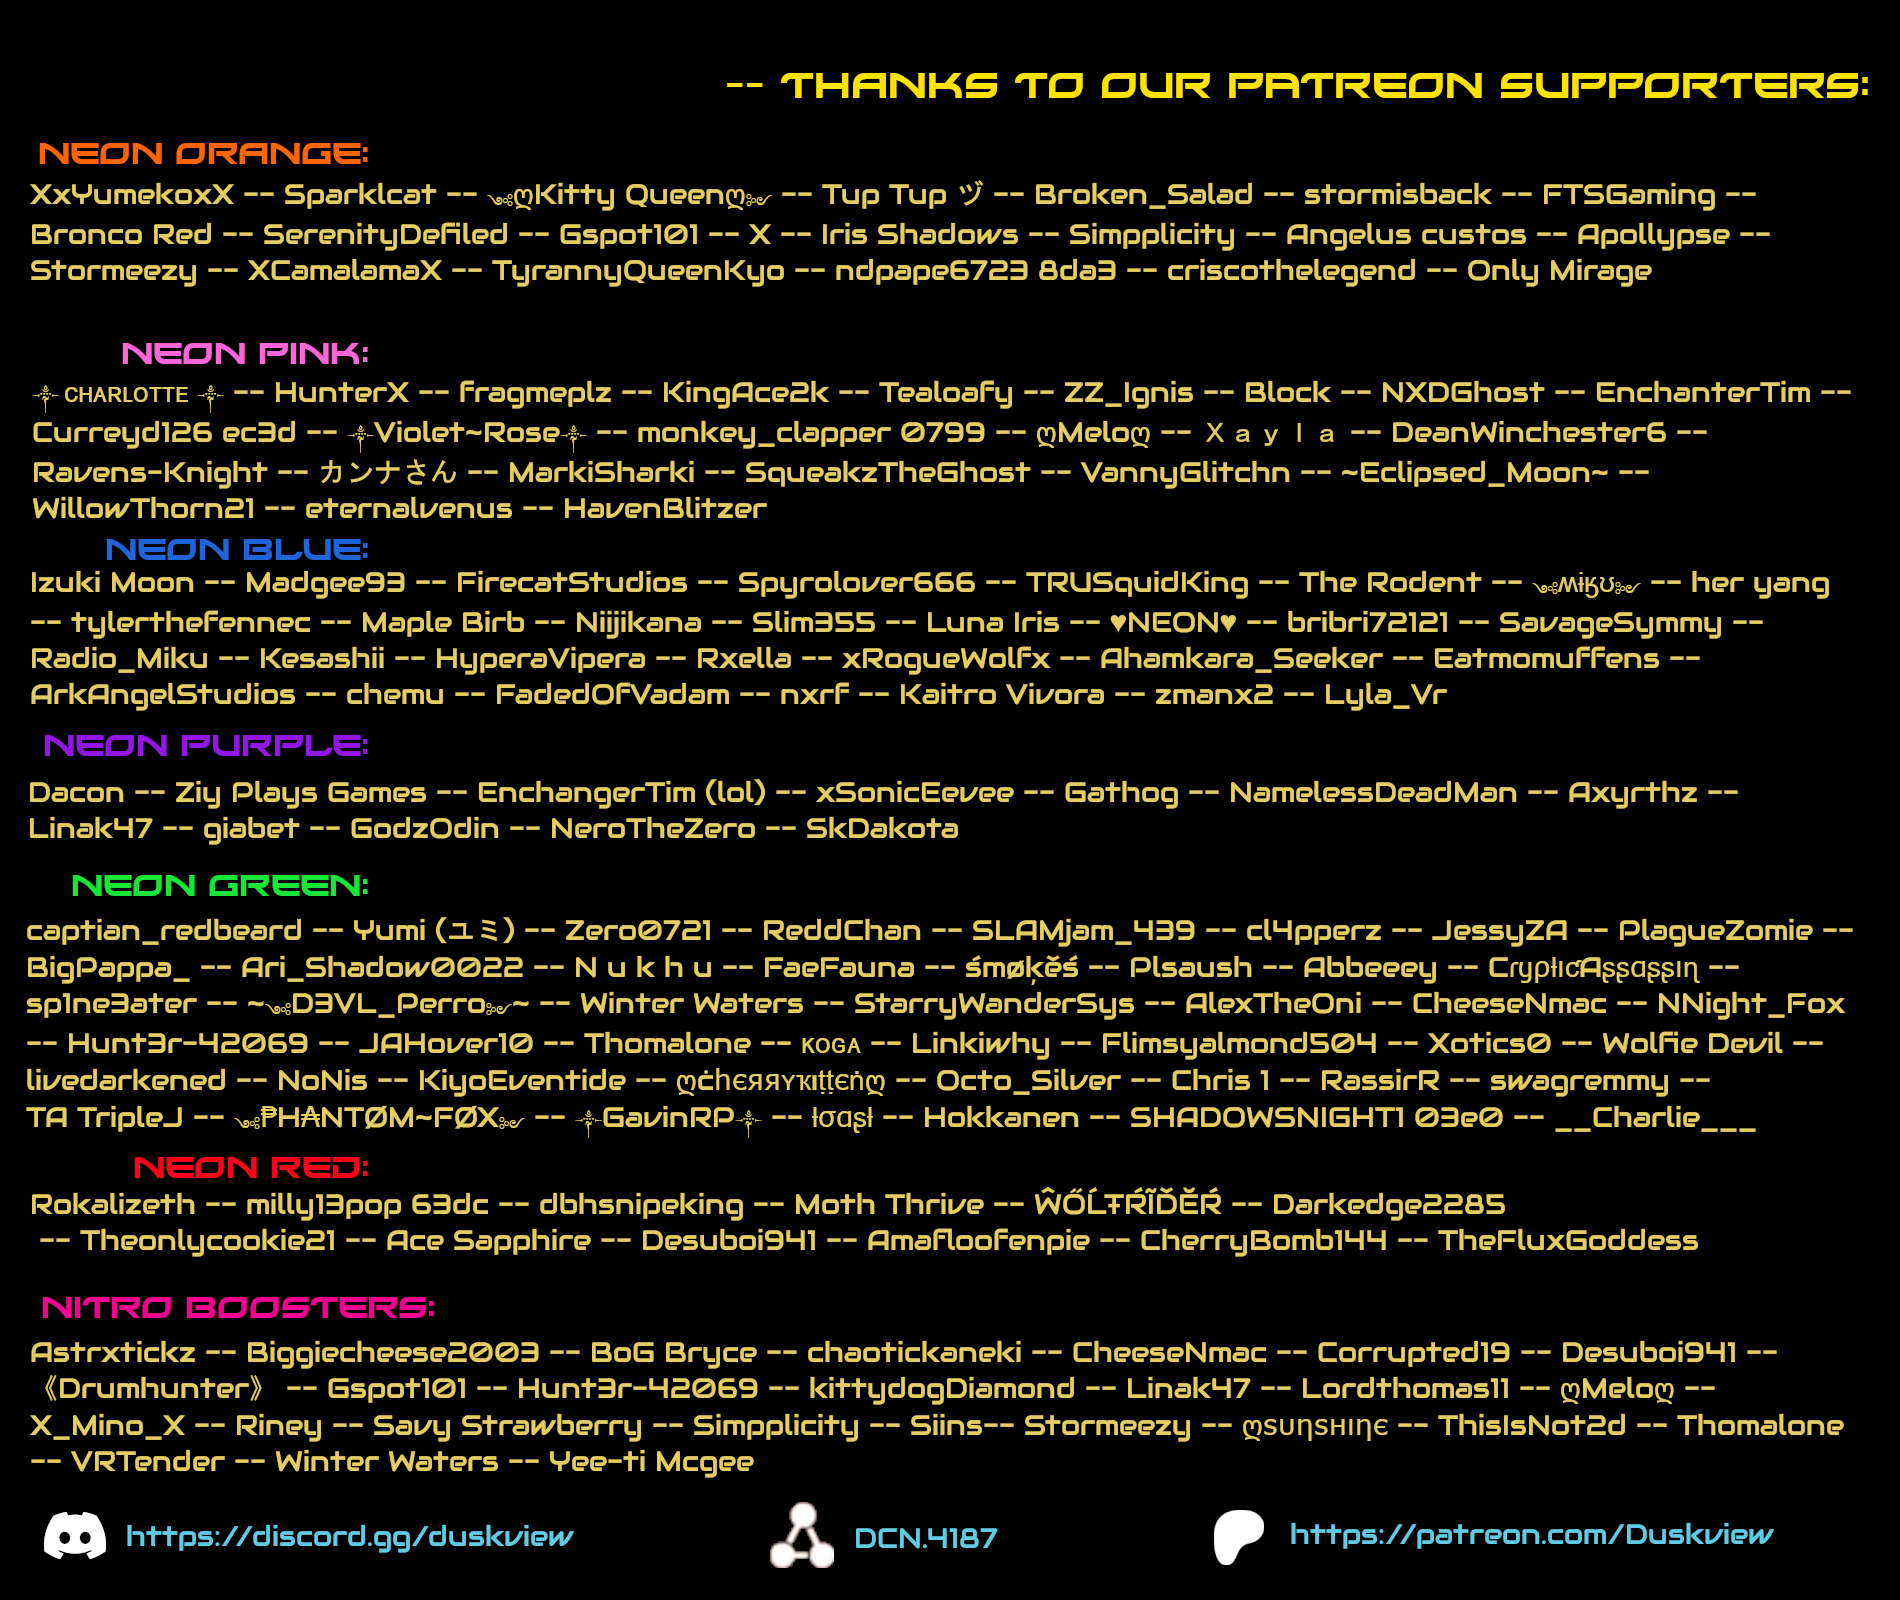 -- THANKS TO OUR PATREON SUPPORTERS:
NEON ORANGE:
XxYumekoxX -- Sparklcat -- ༺ღKitty Queenღ༻ -- Tup Tup ヅ -- Broken_Salad -- stormisback -- FTSGaming --
Bronco Red -- SerenityDefiled -- Gspot101 -- X -- Iris Shadows -- Simpplicity -- Angelus custos -- Apollypse --
Stormeezy -- XCamalamaX -- TyrannyQueenKyo -- ndpape6723 8da3 -- criscothelegend -- Only Mirage
NEON PINK:
༒ ᴄʜᴀʀʟᴏᴛᴛᴇ ༒ -- HunterX -- fragmeplz -- KingAce2k -- Tealoafy -- ZZ_Ignis -- Block -- NXDGhost -- EnchanterTim --
Curreyd126 ec3d -- ༒Violet~Rose༒ -- monkey_clapper 0799 -- ღMeloღ -- Ｘａｙｌａ -- DeanWinchester6 --
Ravens-Knight -- カンナさん -- MarkiSharki -- SqueakzTheGhost -- VannyGlitchn -- ~Eclipsed_Moon~ --
WillowThorn21 -- eternalvenus -- HavenBlitzer
NEON BLUE:
Izuki Moon -- Madgee93 -- FirecatStudios -- Spyrolover666 -- TRUSquidKing -- The Rodent -- ༺ʍɨӄʊ༻ -- her yang
-- tylerthefennec -- Maple Birb -- Niijikana -- Slim355 -- Luna Iris -- ♥NEON♥ -- bribri72121 -- SavageSymmy --
Radio_Miku -- Kesashii -- HyperaVipera -- Rxella -- xRogueWolfx -- Ahamkara_Seeker -- Eatmomuffens --
ArkAngelStudios -- chemu -- FadedOfVadam -- nxrf -- Kaitro Vivora -- zmanx2 -- Lyla_Vr
NEON PURPLE:
Dacon -- Ziy Plays Games -- EnchangerTim (lol) -- xSonicEevee -- Gathog -- NamelessDeadMan -- Axyrthz --
Linak47 -- giabet -- GodzOdin -- NeroTheZero -- SkDakota
NEON GREEN:
captian_redbeard -- Yumi (ユミ) -- Zero0721 -- ReddChan -- SLAMjam_439 -- cl4pperz -- JessyZA -- PlagueZomie --
BigPappa_ -- Ari_Shadow0022 -- N u k h u -- FaeFauna -- śmøķěś -- Plsaush -- Abbeeey -- Cɾყρƚιƈ'Aʂʂαʂʂιɳ --
sp1ne3ater -- ~༺D3VL_Perro༻~ -- Winter Waters -- StarryWanderSys -- AlexTheOni -- CheeseNmac -- NNight_Fox
-- Hunt3r-42069 -- JAHover10 -- Thomalone -- ᴋᴏɢᴀ -- Linkiwhy -- Flimsyalmond504 -- Xotics0 -- Wolfie Devil --
livedarkened -- NoNis -- KiyoEventide -- ღċhєяяʏҡıţţєṅღ -- Octo_Silver -- Chris 1 -- RassirR -- swagremmy --
TA TripleJ -- ༺₱H₳NTØM~FØX༻ -- ༒GavinRP༒ -- ƚσαʂƚ -- Hokkanen -- SHADOWSNIGHT1 03e0 -- __Charlie___
NEON RED:
Rokalizeth -- milly13pop 63dc -- dbhsnipeking -- Moth Thrive -- ŴŐĹŦŔĨĎĚŔ -- Darkedge2285
-- Theonlycookie21 -- Ace Sapphire -- Desuboi941 -- Amafloofenpie -- CherryBomb144 -- TheFluxGoddess
NITRO BOOSTERS:
Astrxtickz -- Biggiecheese2003 -- BoG Bryce -- chaotickaneki -- CheeseNmac -- Corrupted19 -- Desuboi941 --
《Drumhunter》 -- Gspot101 -- Hunt3r-42069 -- kittydogDiamond -- Linak47 -- Lordthomas11 -- ღMeloღ --
X_Mino_X -- Riney -- Savy Strawberry -- Simpplicity -- Siins-- Stormeezy -- ღsυηsнιηє -- ThisIsNot2d -- Thomalone
-- VRTender -- Winter Waters -- Yee-ti Mcgee
https://discord.gg/duskview
DCN.4187
https://patreon.com/Duskview